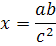 x = ab/c²